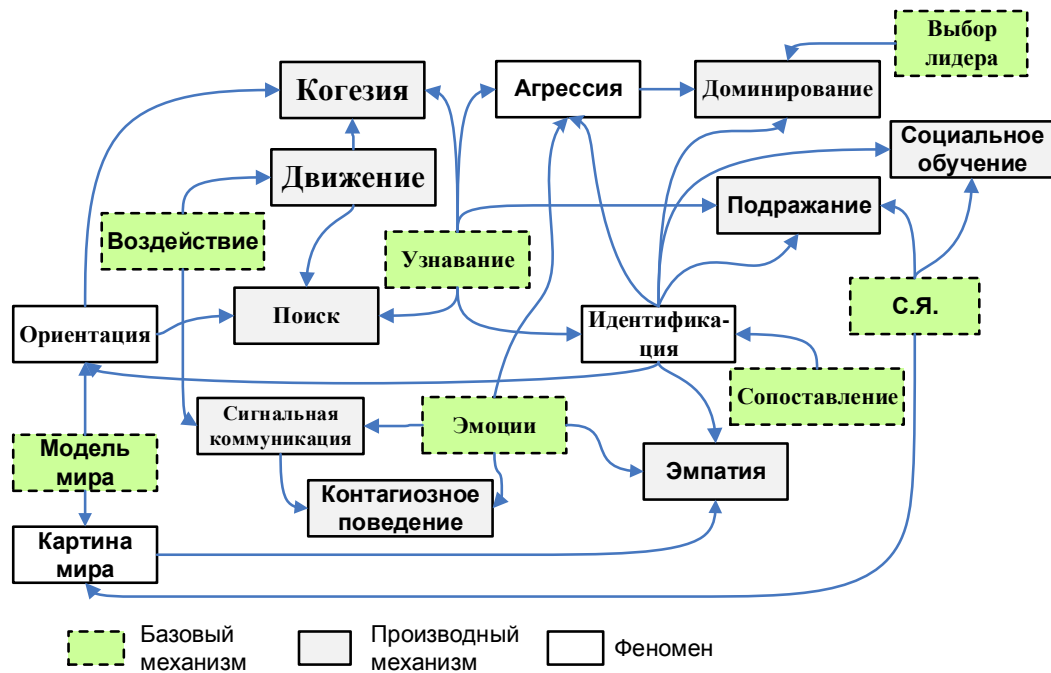 Выбор
лидера
Когезия
Агрессия
Доминирование
Социальное
обучение
Движение
Подражание
Воздействие
Узнавание
С.Я.
Ориентация
Поиск
Идентифика-
ция
Сопоставление
Сигнальная
коммуникация
Эмоции
Модель
мира
Эмпатия
Контагиозное
поведение
Картина
мира
Базовый
механизм
Производный
механизм
Феномен